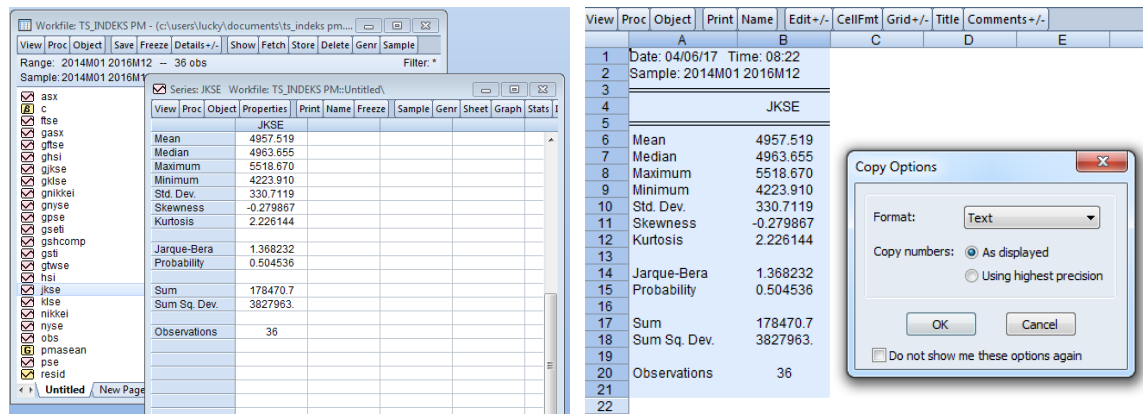 Workfile: TS_INDEKS PM - (c:\users\lucky\documents\ts_indeks pm....
View Proc Object Save Freeze Details+/- Show Fetch Store Delete Genr Sample
Range: 2014M01 2016M12 -- 36 obs Filter: *
Sample: 2014M01 2016M1
asx
c
ftse
gasx
gftse
ghsi
gjkse
gklse
gnikkei
gnyse
gpse
gseti
gshcomp
gsti
gtwse
hsi
jkse
klse
nikkei
nyse
obs
pmasean
pse
resid
Untitled New Page
Series: JKSE Workfile: TS_INDEKS PM::Untitled\
View Proc Object Properties Print Name Freeze Sample Genr Sheet Graph Stats
JKSE
Mean 4957.519
Median 4963.655
Maximum 5518.670
Minimum 4223.910
Std. Dev. 330.7119
Skewness -0.279867
Kurtosis 2.226144
Jarque-Bera 1.368232
Probability 0.504536
Sum 178470.7
Sum Sq. Dev. 3827963.
Observations 36
View Proc Object Print Name Edit+/- CellFmt Grid+/- Title Comments+/-
A B C D E
1 Date: 04/06/17 Time: 08:22
2 Sample: 2014M01 2016M12
3
4 JKSE
5
6 Mean 4957.519
7 Median 4963.655
8 Maximum 5518.670
9 Minimum 4223.910
10 Std. Dev. 330.7119
11 Skewness -0.279867
12 Kurtosis 2.226144
13
14 Jarque-Bera 1.368232
15 Probability 0.504536
16
17 Sum 178470.7
18 Sum Sq. Dev. 3827963.
19
20 Observations 36
21
22
Copy Options
Format: Text
Copy numbers: As displayed
Using highest precision
OK Cancel
Do not show me these options again